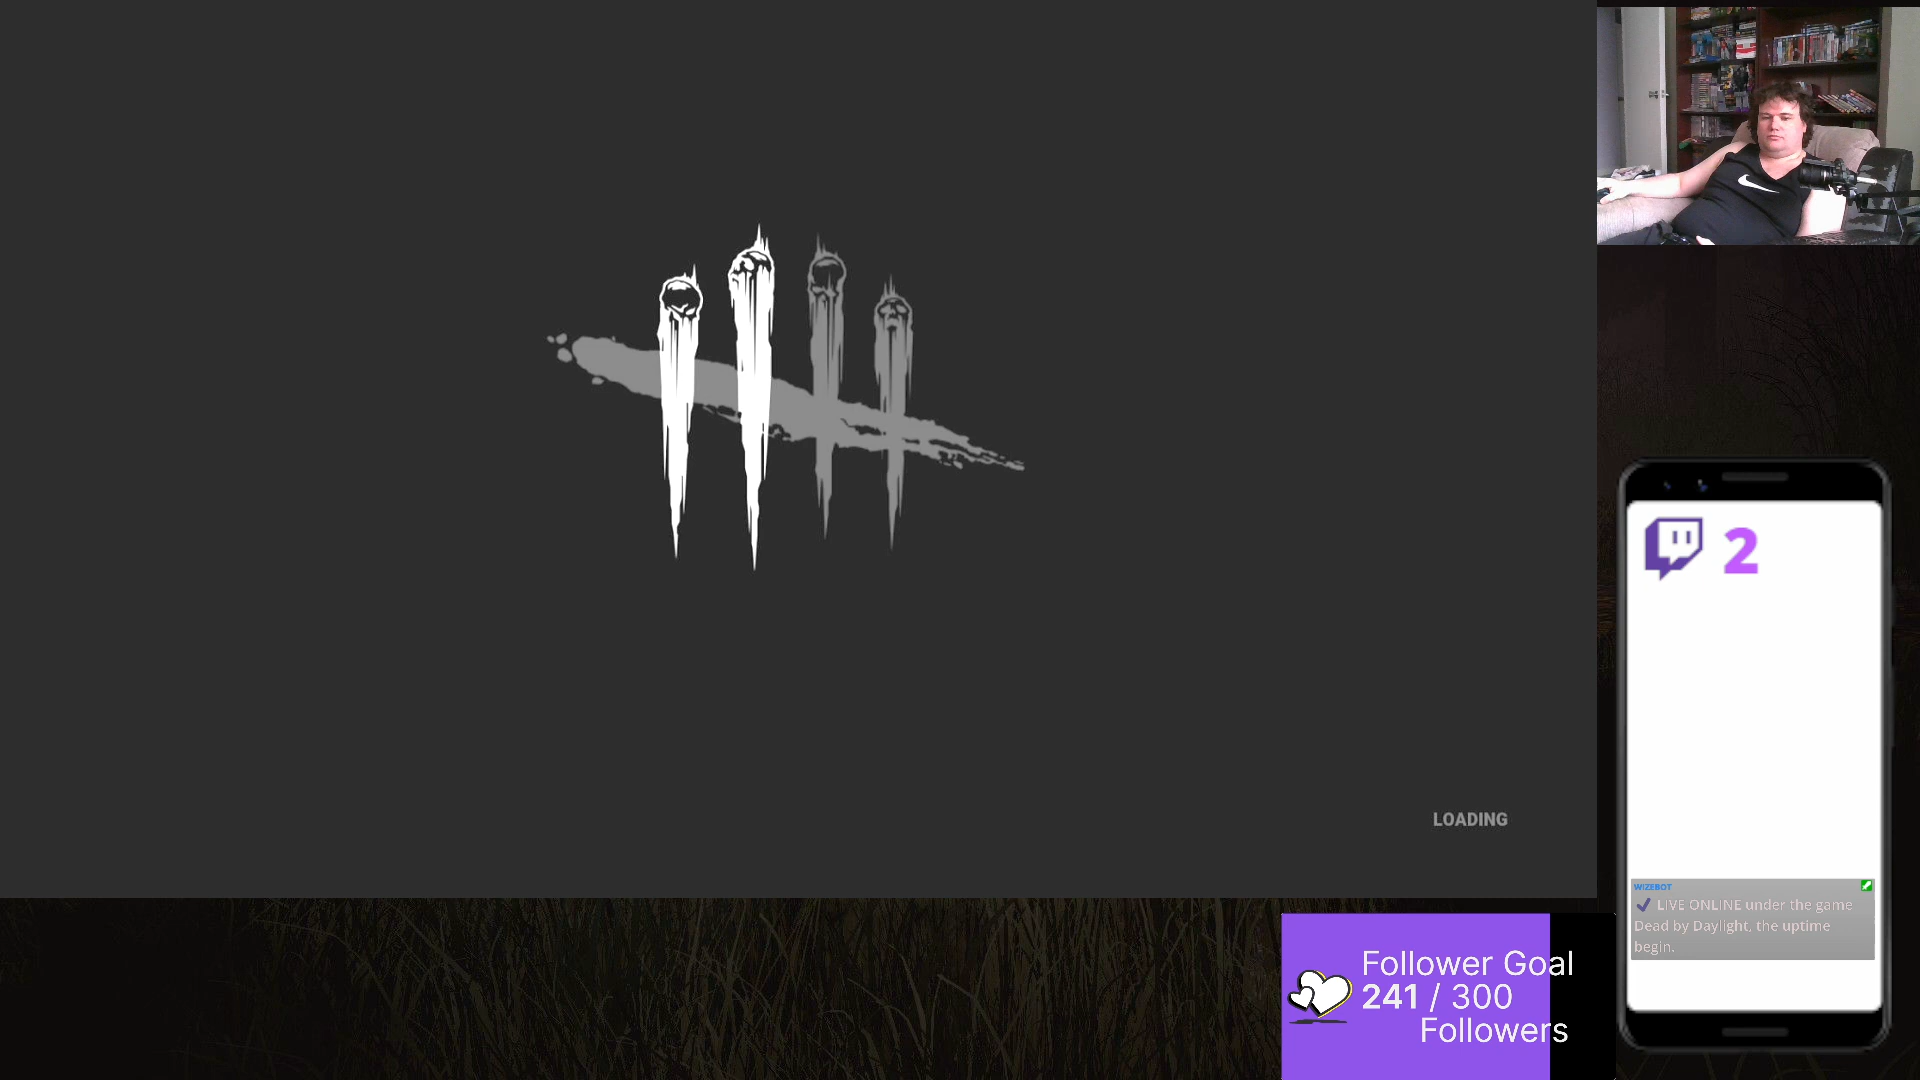 LOADING
2
WIZEBOT
LIVE ONLINE under the game
Dead by Daylight, the uptime
begin.
Follower Goal
241 / 300
Followers